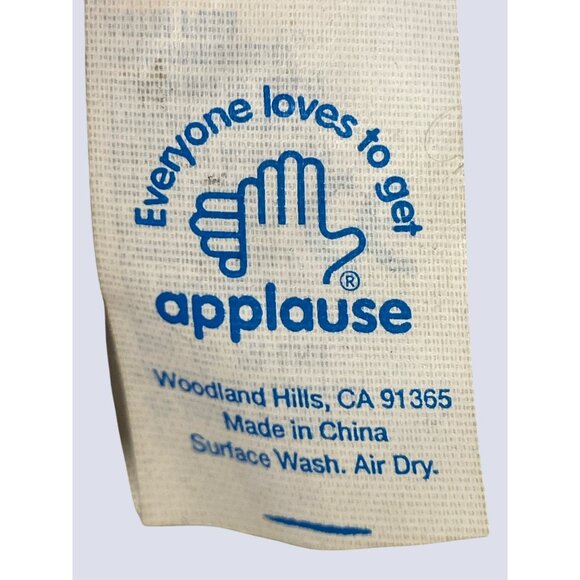 Everyone loves to get
®
applause
Woodland Hills, CA 91365
Made in China
Surface Wash. Air Dry.